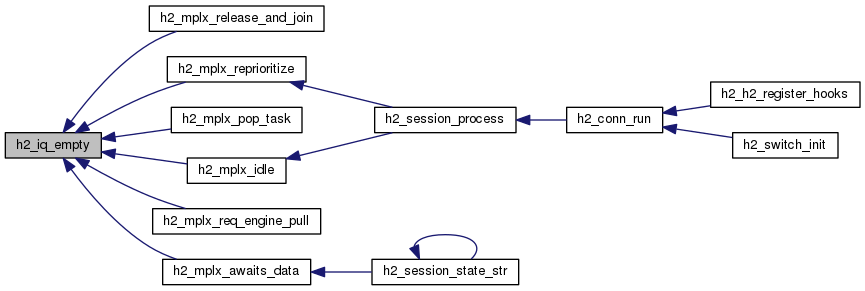 h2_mplx_release_and_join
h2_mplx_reprioritize
h2_mplx_pop_task
h2_iq_empty
h2_mplx_idle
h2_mplx_req_engine_pull
h2_mplx_awaits_data
h2_session_process
h2_session_state_str
h2_conn_run
h2_h2_register_hooks
h2_switch_init